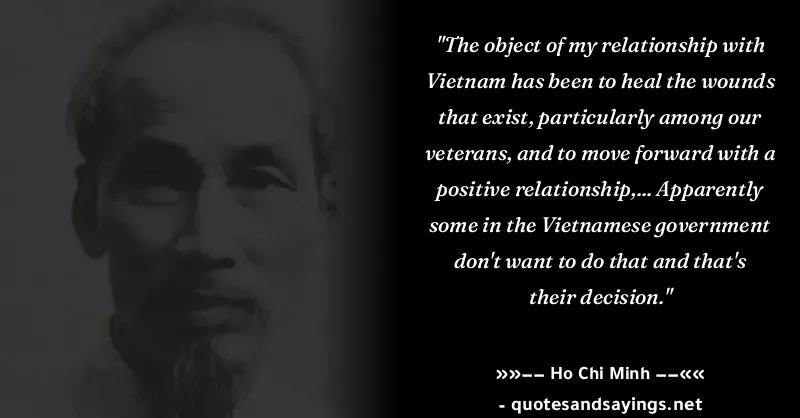 "The object of my relationship with
Vietnam has been to heal the wounds
that exist, particularly among our
veterans, and to move forward with a
positive relationship,... Apparently
some in the Vietnamese government
don't want to do that and that's
their decision."
»»–– Ho Chi Minh ––««
- quotesandsayings.net